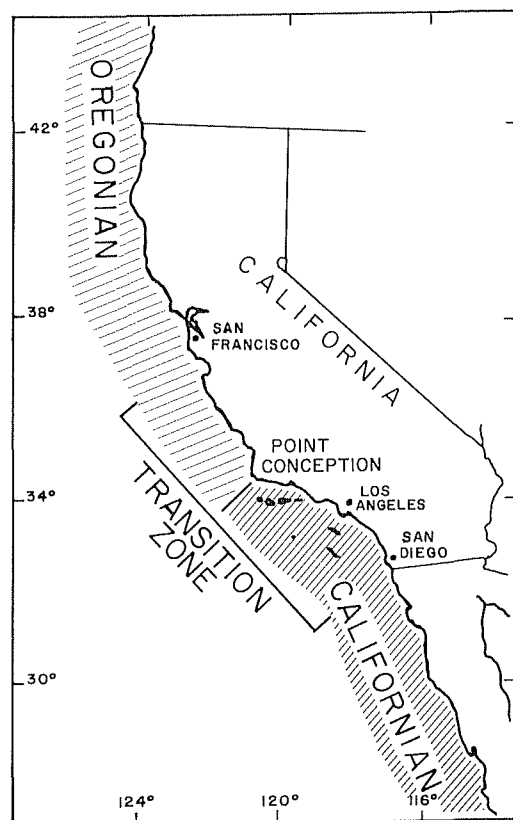 OREGONIAN
42°
CALIFORNIA
38°
SAN
FRANCISCO
POINT
CONCEPTION
34°
LOS
ANGELES
TRANSITION
ZONE
SAN
DIEGO
CALIFORNIAN
30°
124°
120°
116°